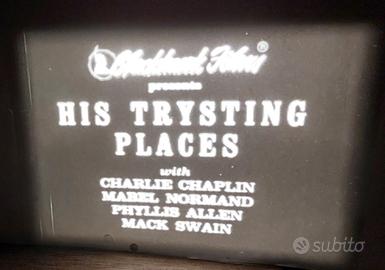 Blackhawk Films®
presents
HIS TRYSTING
PLACES
with
CHARLIE CHAPLIN
MABEL NORMAND
PHYLLIS ALLEN
MACK SWAIN
subito